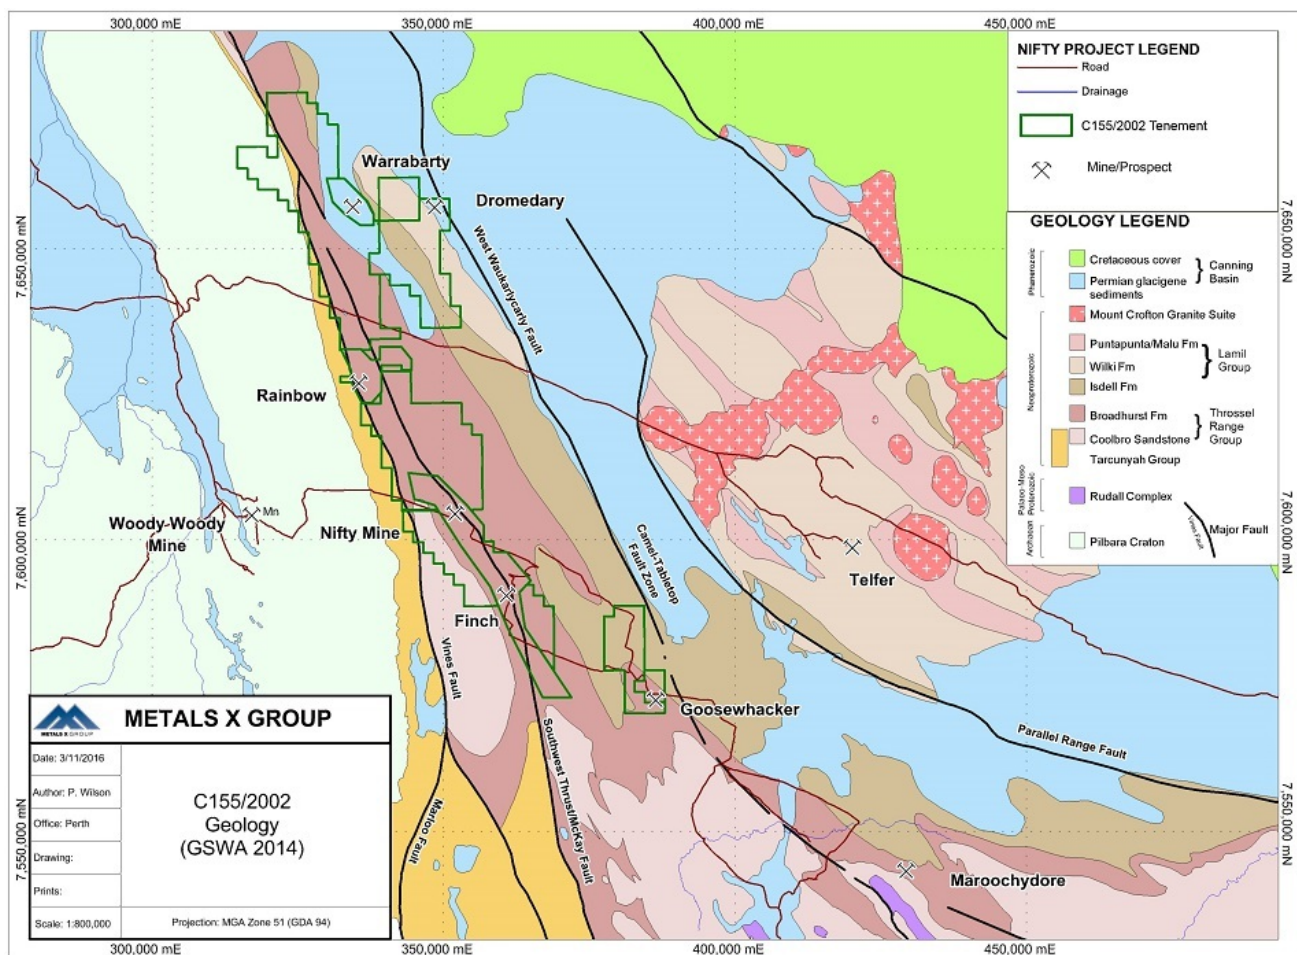 300,000 mE
350,000 mE
400,000 mE
450,000 mE
7,650,000 mN
7,600,000 mN
7,550,000 mN
7,650,000 mN
7,600,000 mN
7,550,000 mN
NIFTY PROJECT LEGEND
Road
Drainage
C155/2002 Tenement
Mine/Prospect
GEOLOGY LEGEND
Phanerozoic
Cretaceous cover
Permian glacigene
sediments
Canning
Basin
Neoproterozoic
Mount Crofton Granite Suite
Puntapunta/Malu Fm
Wilki Fm
Lamil
Group
Isdell Fm
Broadhurst Fm
Coolbro Sandstone
Throssel
Range
Group
Tarcunyah Group
Palaeo-Meso
Proterozoic
Rudall Complex
Archaean
Pilbara Craton
Vines Fault
Major Fault
Warrabarty
Dromedary
West Waukarlycarly Fault
Rainbow
Woody Woody
Mine
Mn
Nifty Mine
Camel-Tabletop
Fault Zone
Telfer
Finch
Vines Fault
Goosewhacker
Parallel Range Fault
Southwest Thrust/McKay Fault
Marloo Fault
Maroochydore
METALS X GROUP
METALS X GROUP
Date: 3/11/2016
Author: P. Wilson
Office: Perth
Drawing:
Prints:
Scale: 1:800,000
C155/2002
Geology
(GSWA 2014)
Projection: MGA Zone 51 (GDA 94)
300,000 mE
350,000 mE
400,000 mE
450,000 mE